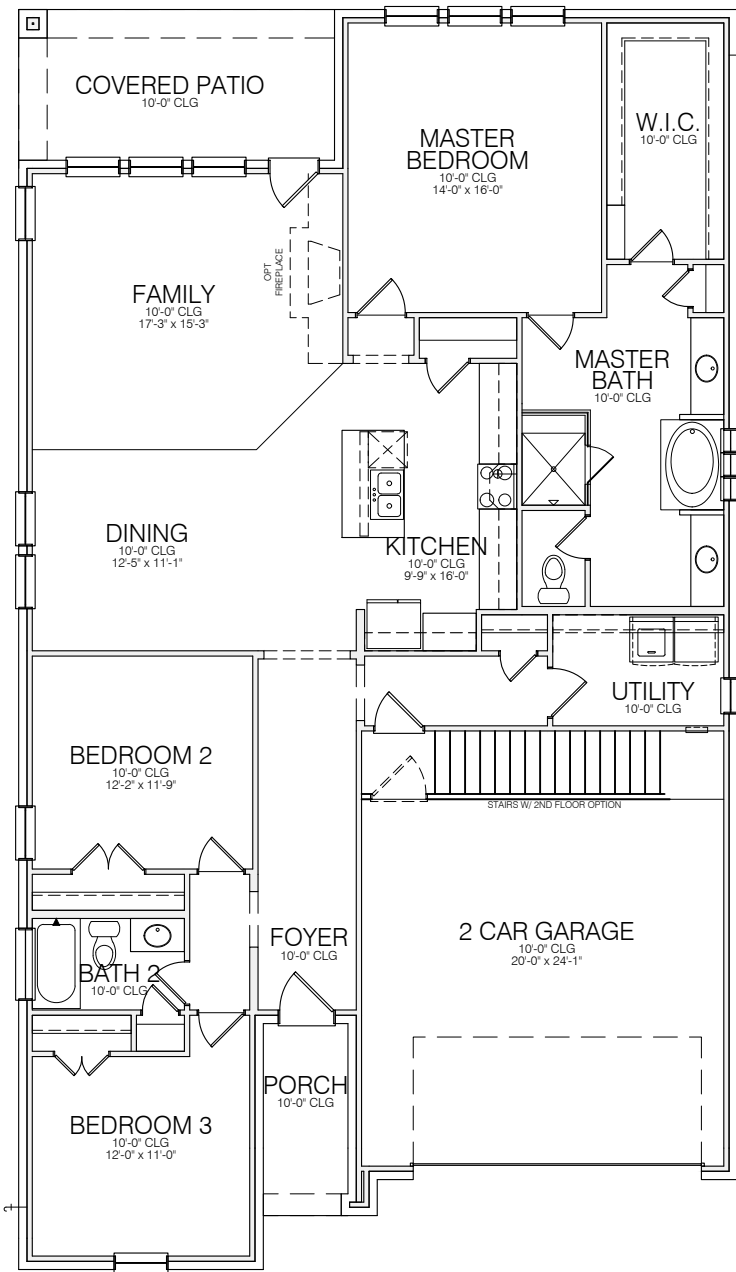 COVERED PATIO
10'-0" CLG
MASTER
BEDROOM
10'-0" CLG
14'-0" x 16'-0"
W.I.C.
10'-0" CLG
OPT
FIREPLACE
FAMILY
10'-0" CLG
17'-3" x 15'-3"
MASTER
BATH
10'-0" CLG
DINING
10'-0" CLG
12'-5" x 11'-1"
KITCHEN
10'-0" CLG
9'-9" x 16'-0"
UTILITY
10'-0" CLG
BEDROOM 2
10'-0" CLG
12'-2" x 11'-9"
STAIRS W/ 2ND FLOOR OPTION
FOYER
10'-0" CLG
2 CAR GARAGE
10'-0" CLG
20'-0" x 24'-1"
BATH 2
10'-0" CLG
PORCH
10'-0" CLG
BEDROOM 3
10'-0" CLG
12'-0" x 11'-0"